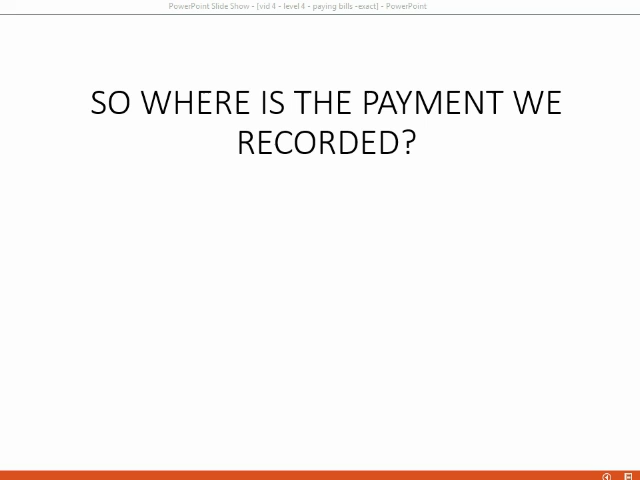 PowerPoint Slide Show - [vid 4 - level 4 - paying bills -exact] - PowerPoint
SO WHERE IS THE PAYMENT WE
RECORDED?